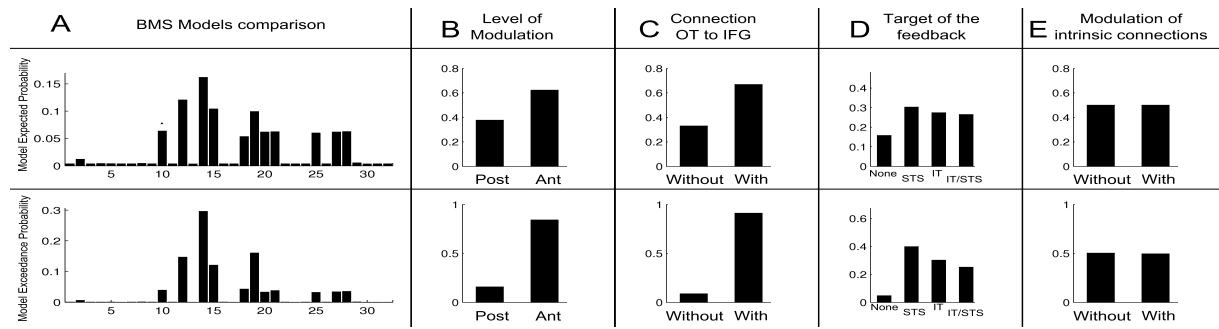 A BMS Models comparison
B Level of
Modulation
C Connection
OT to IFG
D Target of the
feedback
E Modulation of
intrinsic connections
Model Expected Probability
0.15
0.1
0.05
0
5 10 15 20 25 30
0.8
0.6
0.4
0.2
0
Post Ant
0.8
0.6
0.4
0.2
0
Without With
0.4
0.3
0.2
0.1
0
None STS IT IT/STS
0.8
0.6
0.4
0.2
0
Without With
Model Exceedance Probability
0.3
0.2
0.1
0
5 10 15 20 25 30
1
0.5
0
Post Ant
1
0.5
0
Without With
0.6
0.4
0.2
0
None STS IT IT/STS
1
0.5
0
Without With